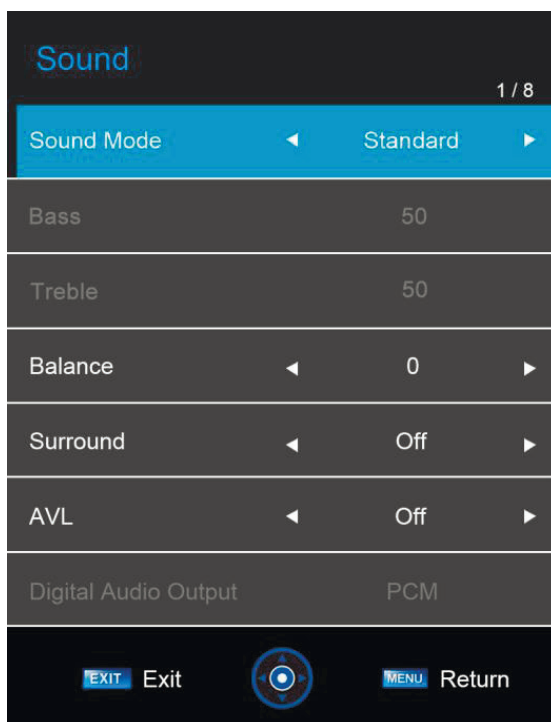 Sound
1 / 8
Sound Mode Standard
Bass 50
Treble 50
Balance 0
Surround Off
AVL Off
Digital Audio Output PCM
EXIT Exit MENU Return